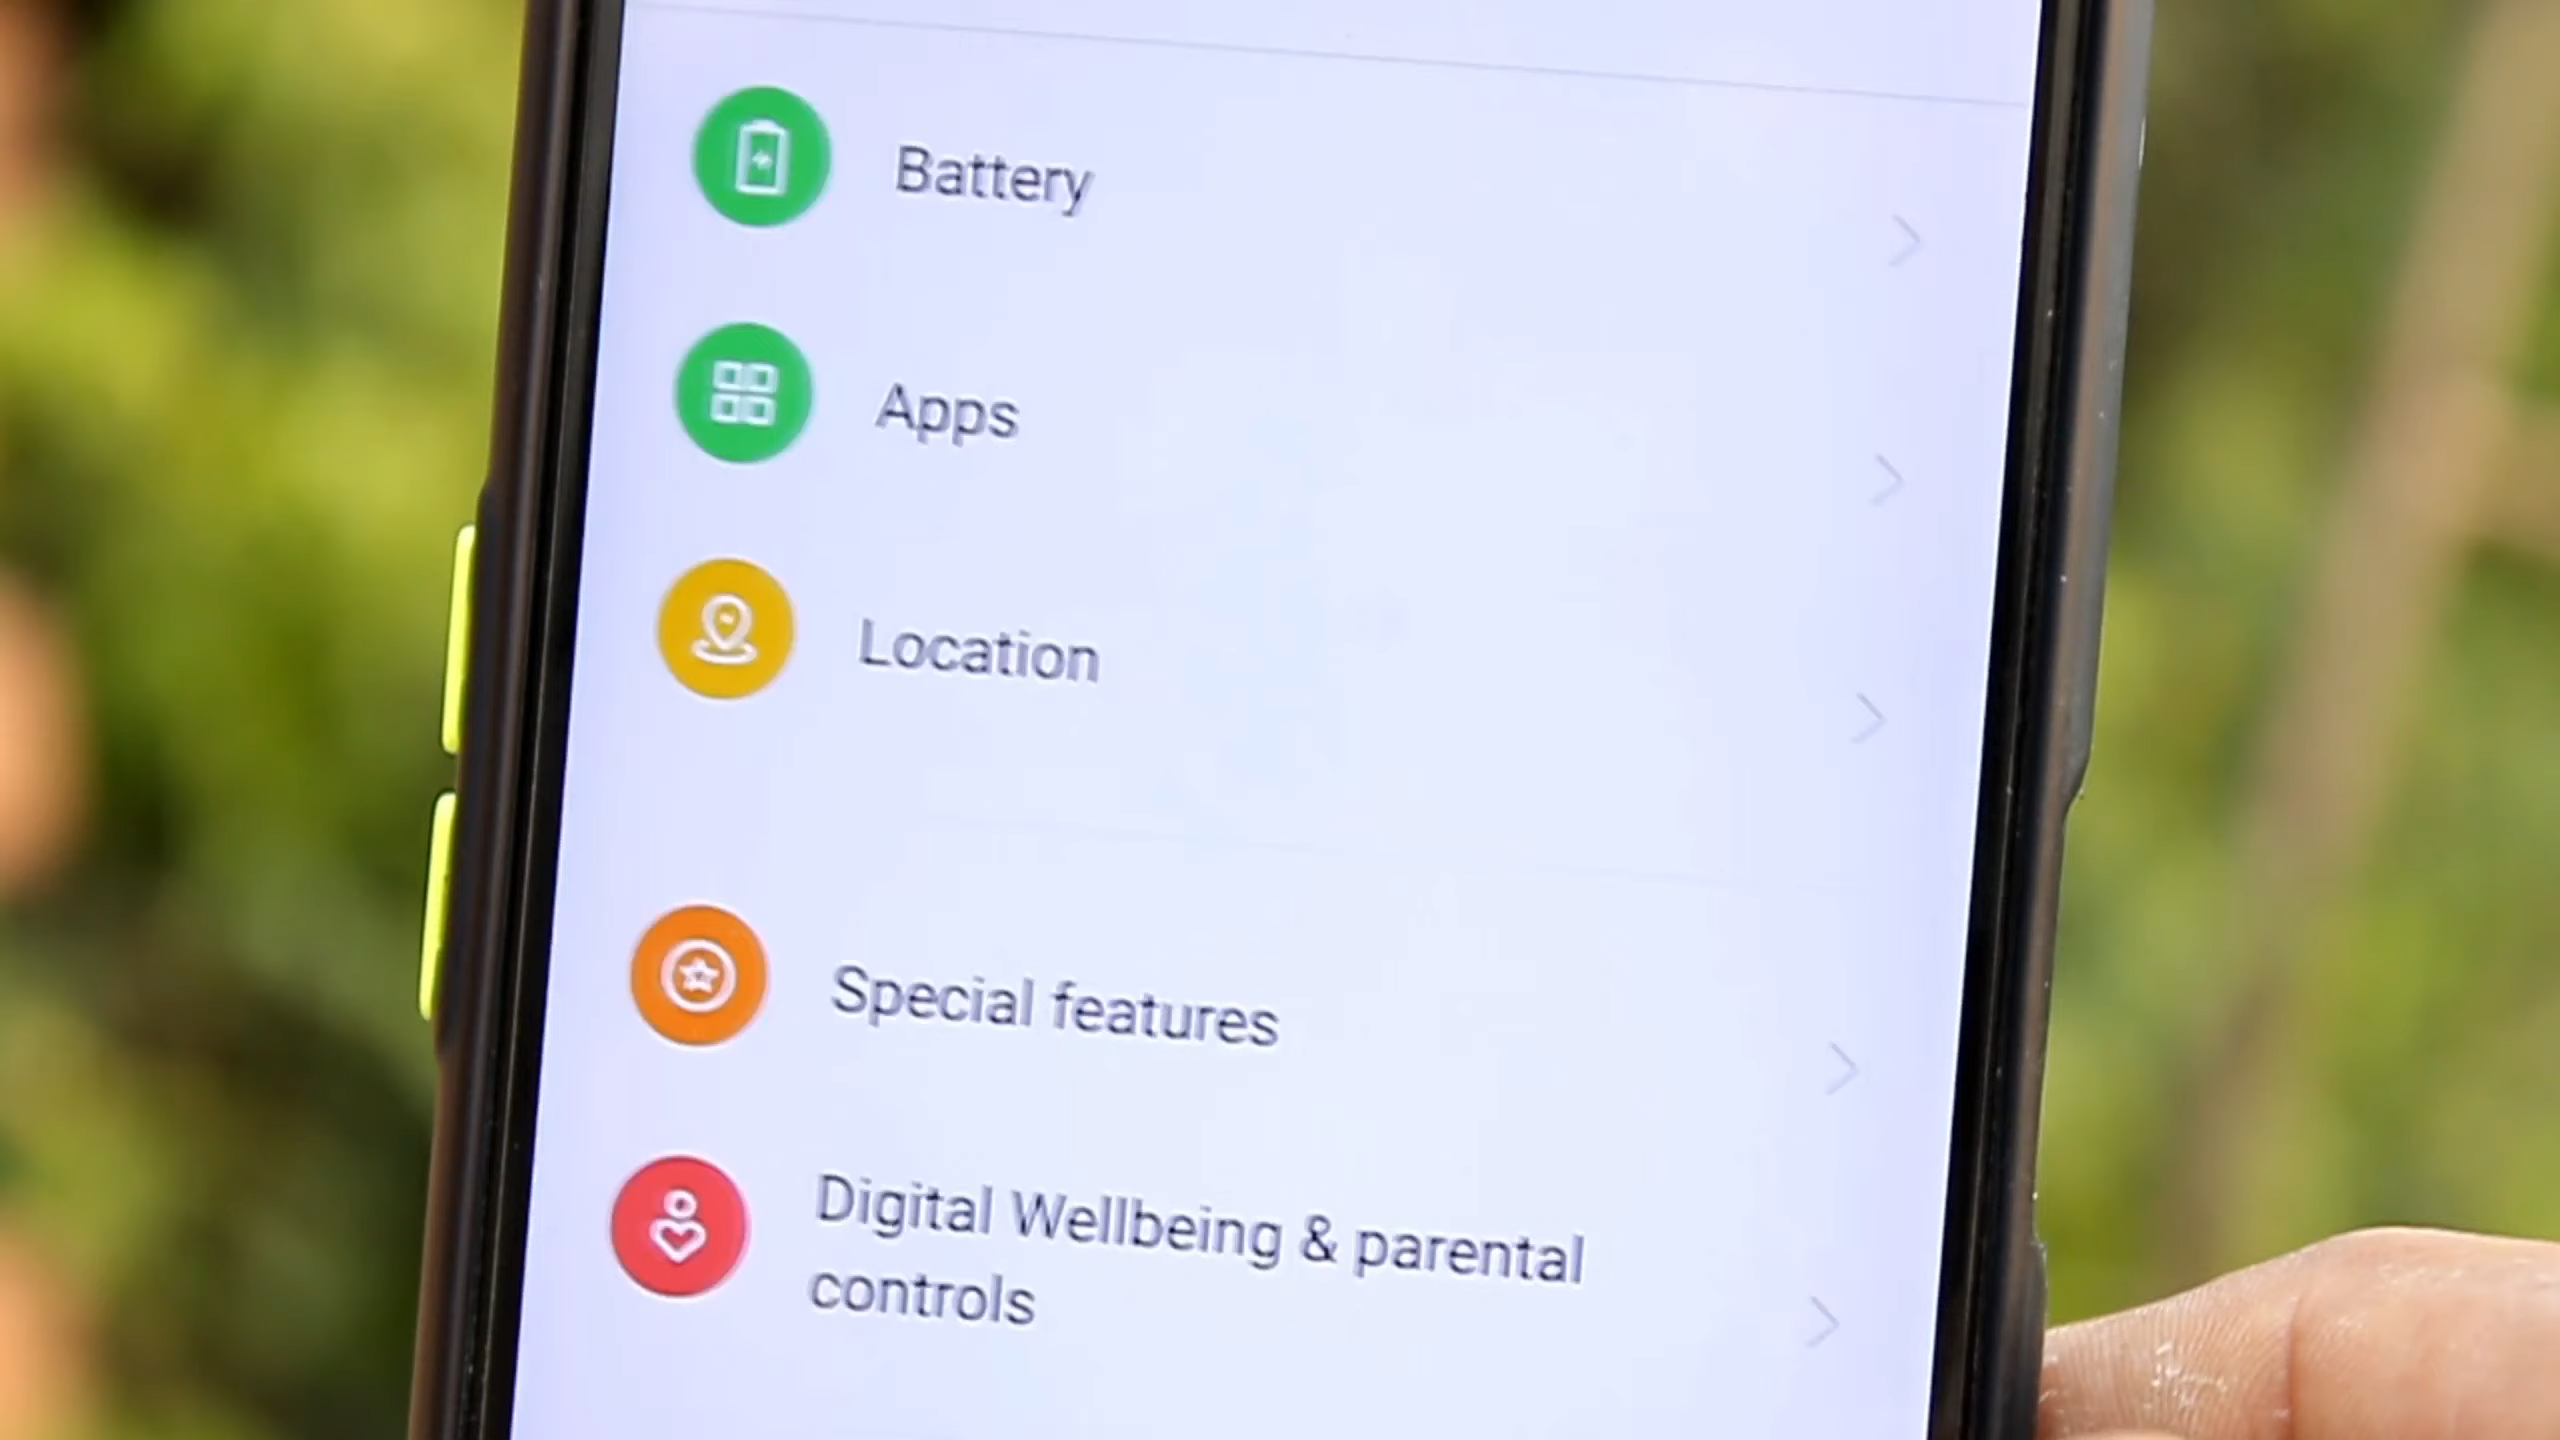 Battery
Apps
Location
Special features
Digital Wellbeing & parental
controls